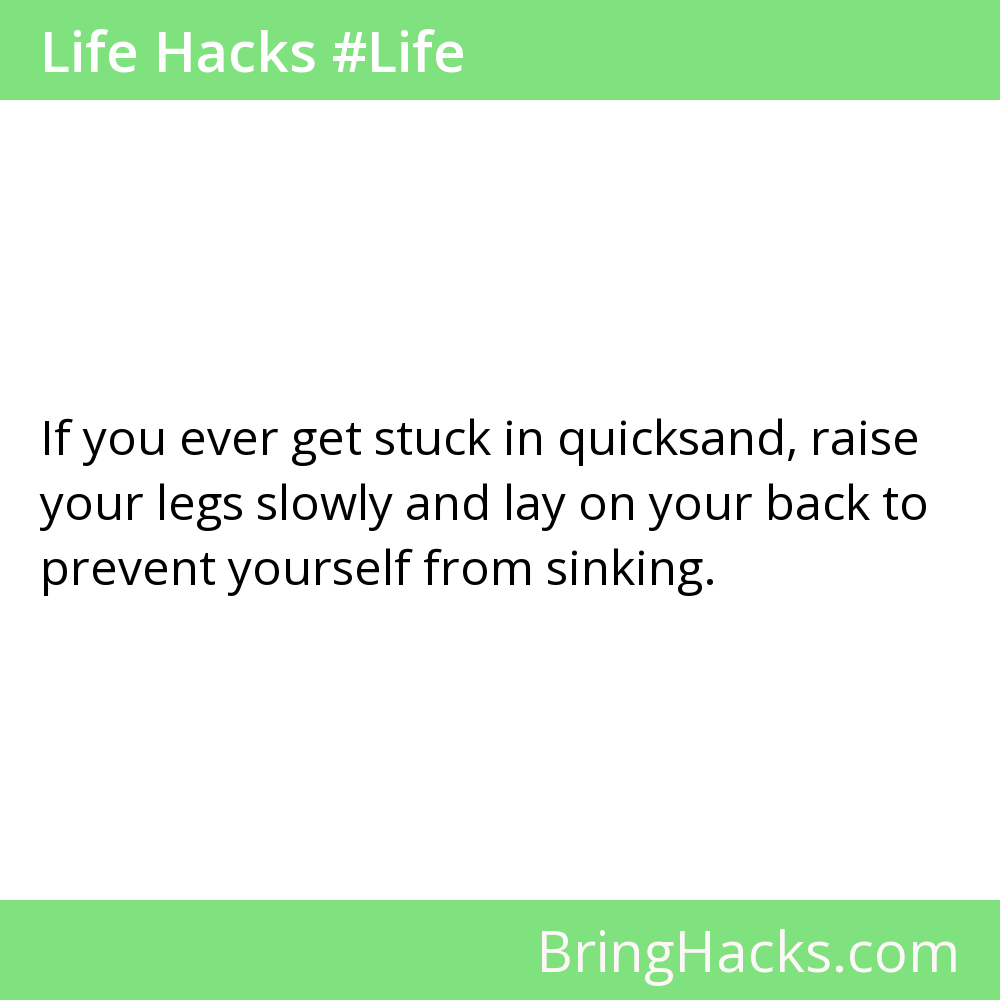 Life Hacks #Life
If you ever get stuck in quicksand, raise
your legs slowly and lay on your back to
prevent yourself from sinking.
BringHacks.com